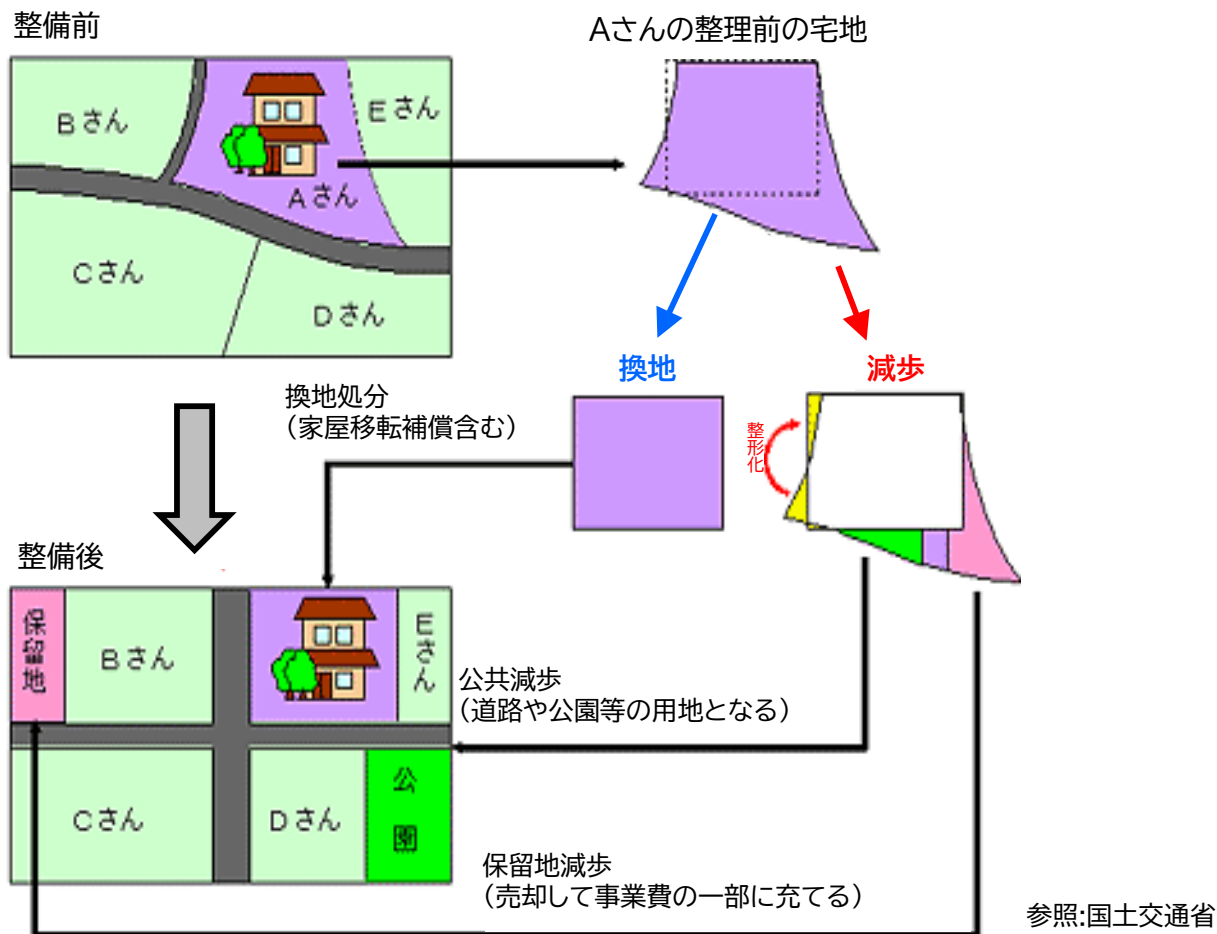 整備前
Aさんの整理前の宅地
Bさん
Eさん
Aさん
Cさん
Dさん
換地
減歩
換地処分
（家屋移転補償含む）
整形化
整備後
保留地
Bさん
Eさん
公共減歩
（道路や公園等の用地となる）
Cさん
Dさん
公園
保留地減歩
（売却して事業費の一部に充てる）
参照:国土交通省